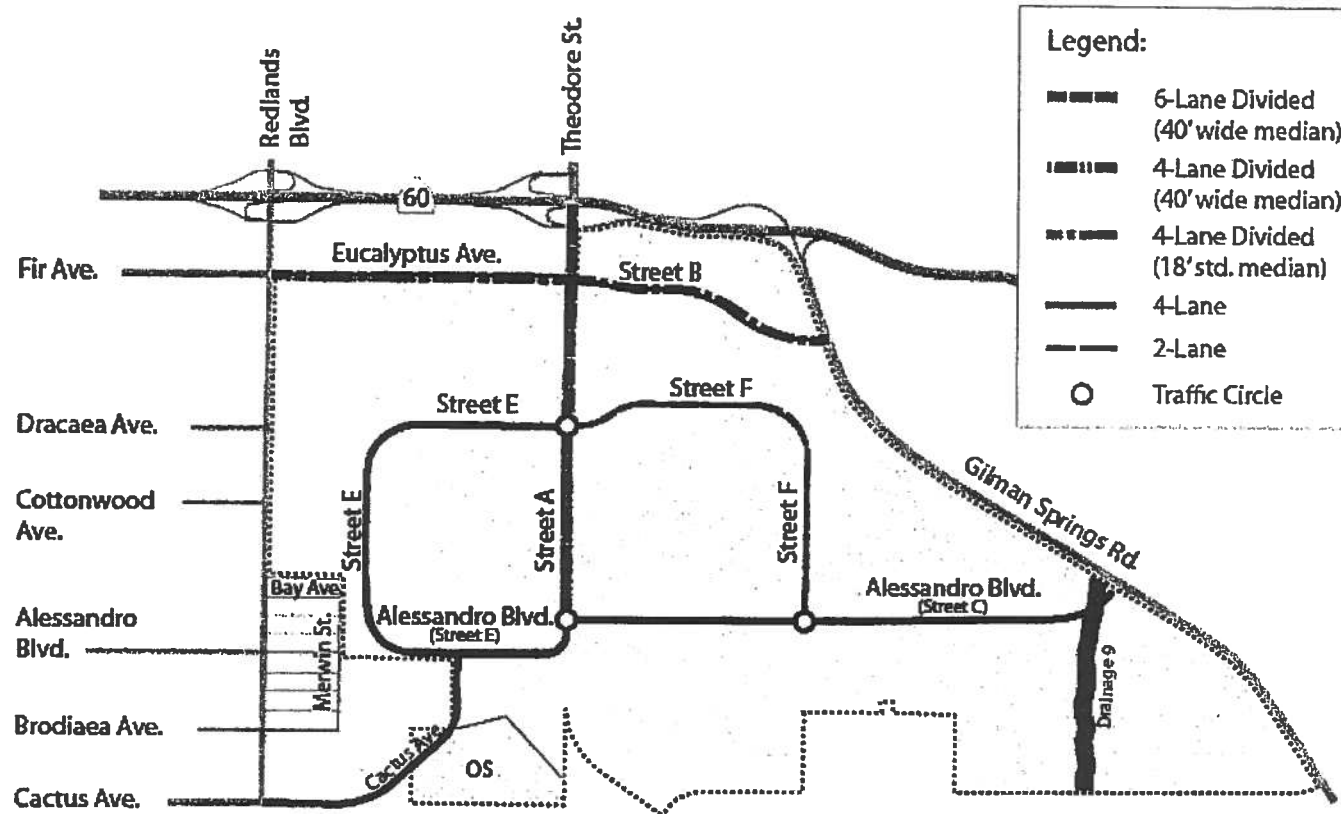 Redlands
Blvd.
Theodore St.
Legend:
6-Lane Divided
(40' wide median)
4-Lane Divided
(40' wide median)
4-Lane Divided
(18' std. median)
4-Lane
2-Lane
Traffic Circle
60
Fir Ave.
Eucalyptus Ave.
Street B
Street E
Street F
Dracaea Ave.
Cottonwood
Ave.
Street E
Street A
Street F
Gilman Springs Rd.
Bay Ave.
Alessandro Blvd.
(Street E)
Alessandro Blvd.
(Street C)
Alessandro
Blvd.
Merwin St.
Drainage 9
Brodiaea Ave.
Cactus Ave.
OS
Cactus Ave.